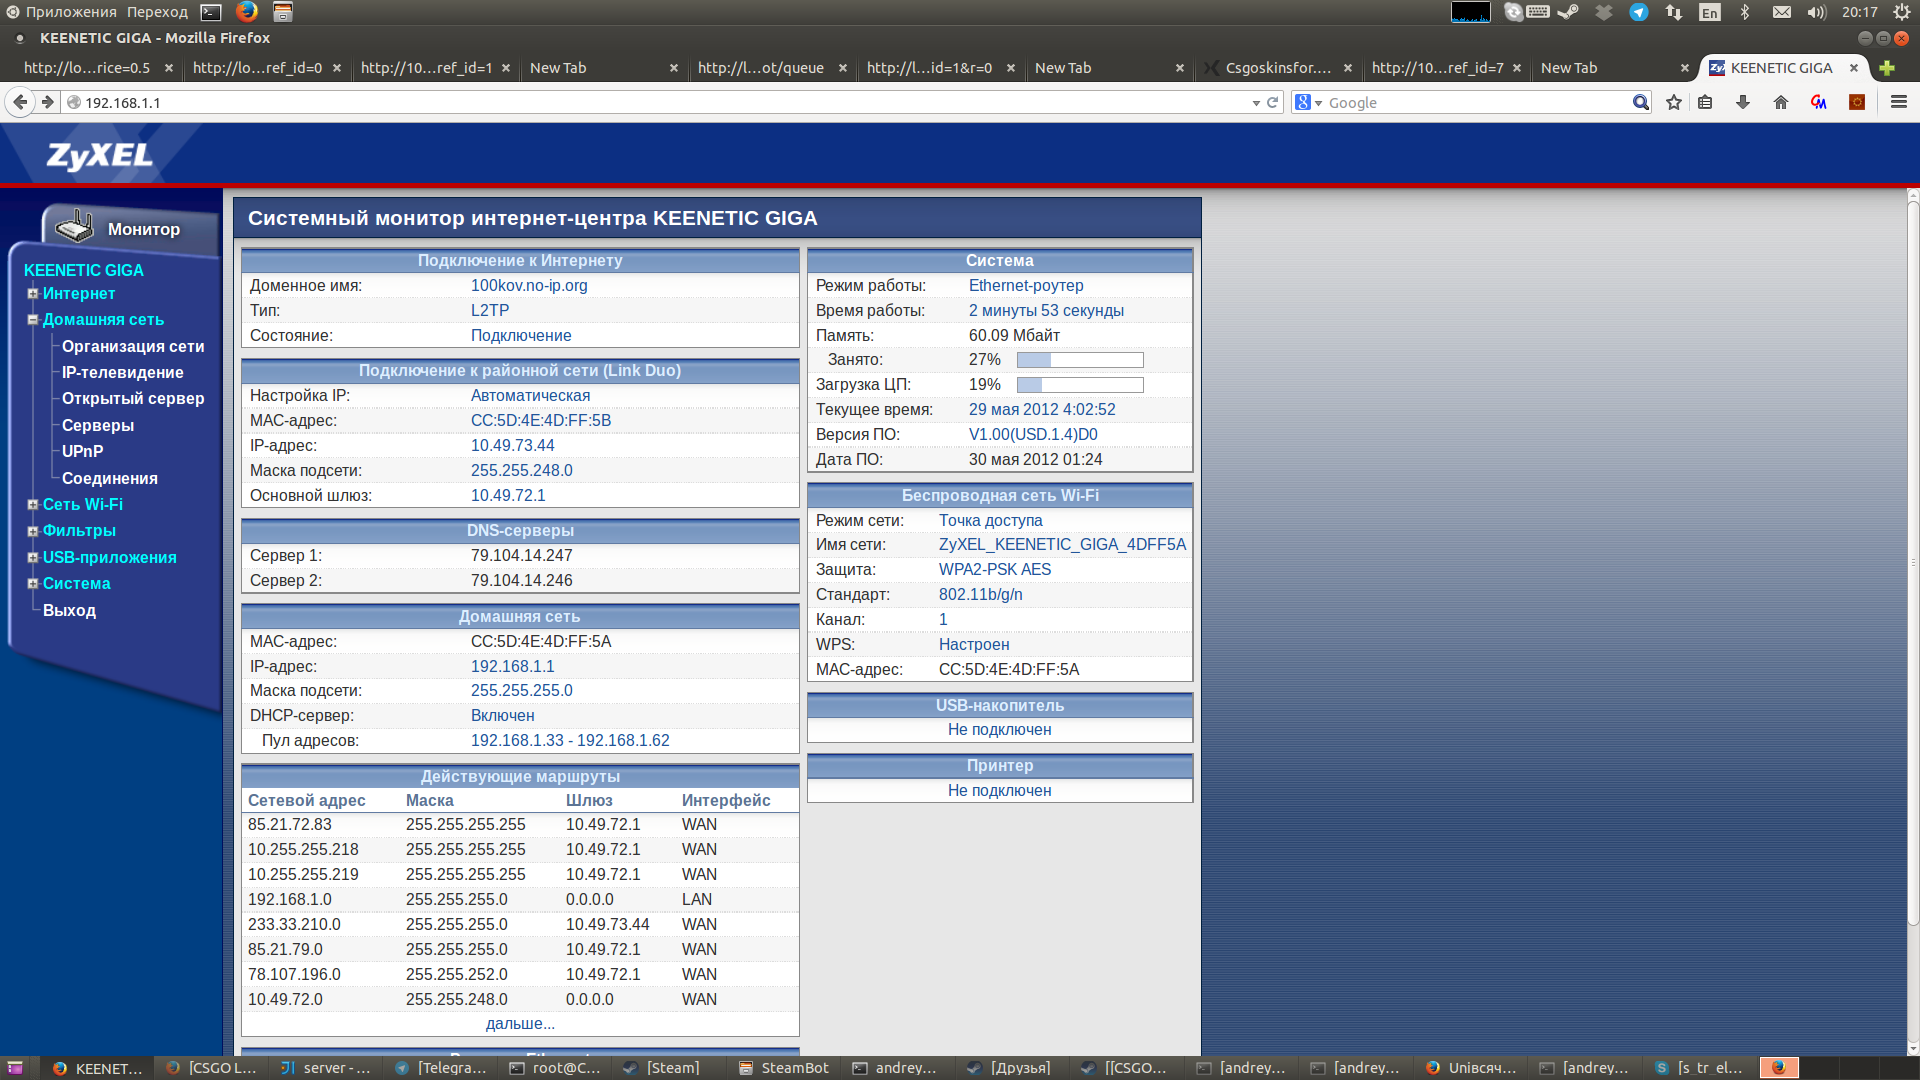 Приложения Переход En 20:17
KEENETIC GIGA - Mozilla Firefox
http://lo...rice=0.5 http://lo...ref_id=0 http://10...ref_id=1 New Tab http://l...ot/queue http://l...id=1&r=0 New Tab Csgoskinsfor.... http://10...ref_id=7 New Tab KEENETIC GIGA
192.168.1.1 Google
ZyXEL
Монитор
KEENETIC GIGA
Интернет
Домашняя сеть
Организация сети
IP-телевидение
Открытый сервер
Серверы
UPnP
Соединения
Сеть Wi-Fi
Фильтры
USB-приложения
Система
Выход
Системный монитор интернет-центра KEENETIC GIGA
Подключение к Интернету
Доменное имя: 100kov.no-ip.org
Тип: L2TP
Состояние: Подключение
Подключение к районной сети (Link Duo)
Настройка IP: Автоматическая
MAC-адрес: CC:5D:4E:4D:FF:5B
IP-адрес: 10.49.73.44
Маска подсети: 255.255.248.0
Основной шлюз: 10.49.72.1
DNS-серверы
Сервер 1: 79.104.14.247
Сервер 2: 79.104.14.246
Домашняя сеть
MAC-адрес: CC:5D:4E:4D:FF:5A
IP-адрес: 192.168.1.1
Маска подсети: 255.255.255.0
DHCP-сервер: Включен
Пул адресов: 192.168.1.33 - 192.168.1.62
Действующие маршруты
Сетевой адрес Маска Шлюз Интерфейс
85.21.72.83 255.255.255.255 10.49.72.1 WAN
10.255.255.218 255.255.255.255 10.49.72.1 WAN
10.255.255.219 255.255.255.255 10.49.72.1 WAN
192.168.1.0 255.255.255.0 0.0.0.0 LAN
233.33.210.0 255.255.255.0 10.49.73.44 WAN
85.21.79.0 255.255.255.0 10.49.72.1 WAN
78.107.196.0 255.255.252.0 10.49.72.1 WAN
10.49.72.0 255.255.248.0 0.0.0.0 WAN
дальше...
Система
Режим работы: Ethernet-роутер
Время работы: 2 минуты 53 секунды
Память: 60.09 Мбайт
Занято: 27%
Загрузка ЦП: 19%
Текущее время: 29 мая 2012 4:02:52
Версия ПО: V1.00(USD.1.4)D0
Дата ПО: 30 мая 2012 01:24
Беспроводная сеть Wi-Fi
Режим сети: Точка доступа
Имя сети: ZyXEL_KEENETIC_GIGA_4DFF5A
Защита: WPA2-PSK AES
Стандарт: 802.11b/g/n
Канал: 1
WPS: Настроен
MAC-адрес: CC:5D:4E:4D:FF:5A
USB-накопитель
Не подключен
Принтер
Не подключен
KEENET... [CSGO L... server - ... [Telegra... root@C... [Steam] SteamBot andrey... [Друзья] [[CSGO... [andrey... [andrey... Unівсяч... [andrey... [s_tr_el...